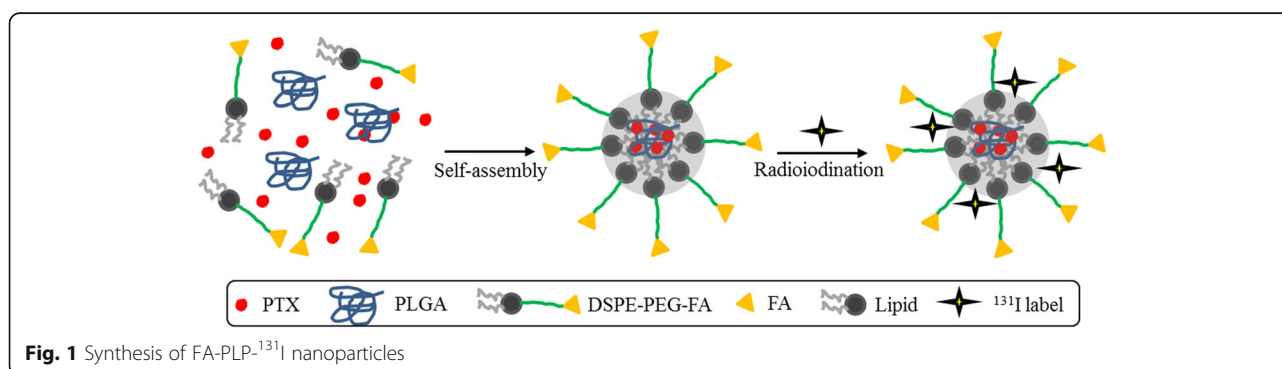 Self-assembly
Radioiodination
PTX PLGA DSPE-PEG-FA FA Lipid ¹³¹I label
Fig. 1 Synthesis of FA-PLP-¹³¹I nanoparticles